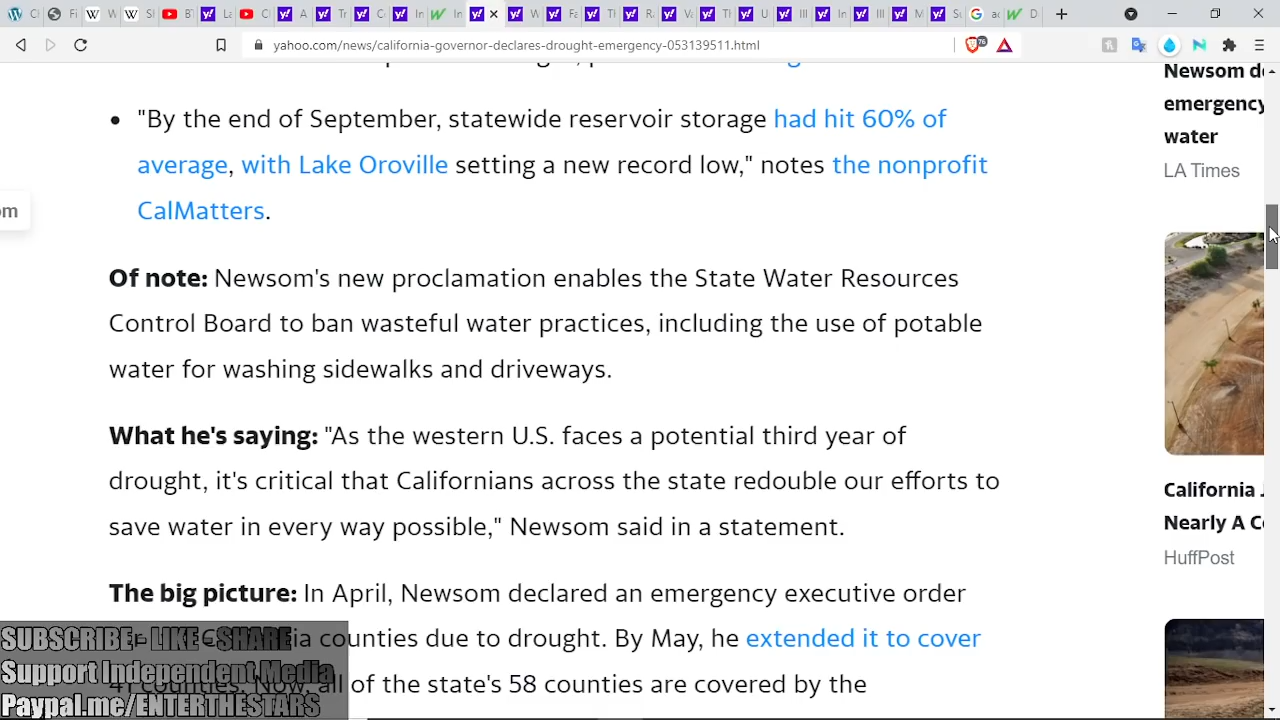 yahoo.com/news/california-governor-declares-drought-emergency-053139511.html
76
• "By the end of September, statewide reservoir storage had hit 60% of
average, with Lake Oroville setting a new record low," notes the nonprofit
CalMatters.
om
Of note: Newsom's new proclamation enables the State Water Resources
Control Board to ban wasteful water practices, including the use of potable
water for washing sidewalks and driveways.
What he's saying: "As the western U.S. faces a potential third year of
drought, it's critical that Californians across the state redouble our efforts to
save water in every way possible," Newsom said in a statement.
The big picture: In April, Newsom declared an emergency executive order
counties due to drought. By May, he extended it to cover
41 counties. Now, all of the state's 58 counties are covered by the
Newsom de
emergency
water
LA Times
California
Nearly A C
HuffPost
SUBSCRIBE - LIKE - SHARE
Support Independent Media
Paypal.me/ENTERTHESTARS